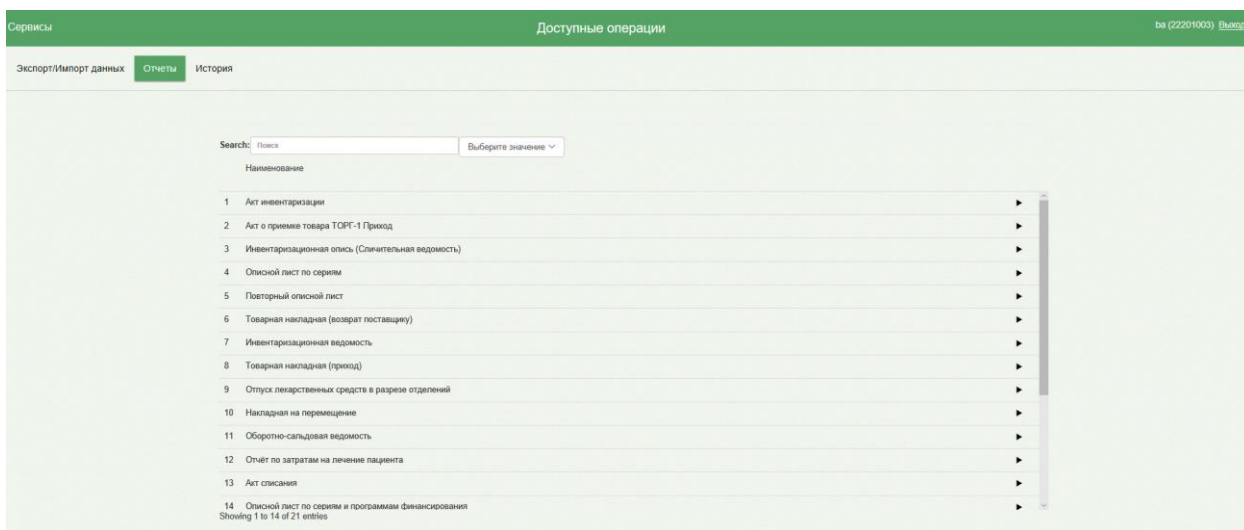 Сервисы Доступные операции ba (22201003) Выход
Экспорт/Импорт данных Отчеты История
Search: Поиск Выберите значение
Наименование
1 Акт инвентаризации
2 Акт о приемке товара ТОРГ-1 Приход
3 Инвентаризационная опись (Сличительная ведомость)
4 Описной лист по сериям
5 Повторный описной лист
6 Товарная накладная (возврат поставщику)
7 Инвентаризационная ведомость
8 Товарная накладная (приход)
9 Отпуск лекарственных средств в разрезе отделений
10 Накладная на перемещение
11 Оборотно-сальдовая ведомость
12 Отчёт по затратам на лечение пациента
13 Акт списания
14 Описной лист по сериям и программам финансирования
Showing 1 to 14 of 21 entries